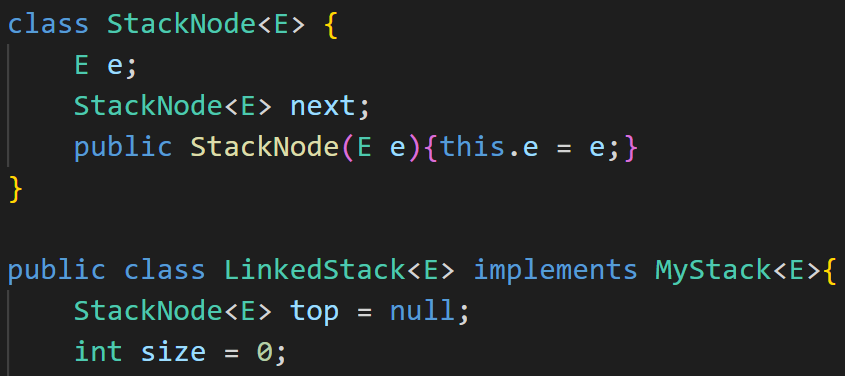 class StackNode<E> {
    E e;
    StackNode<E> next;
    public StackNode(E e){this.e = e;}
}

public class LinkedStack<E> implements MyStack<E>{
    StackNode<E> top = null;
    int size = 0;